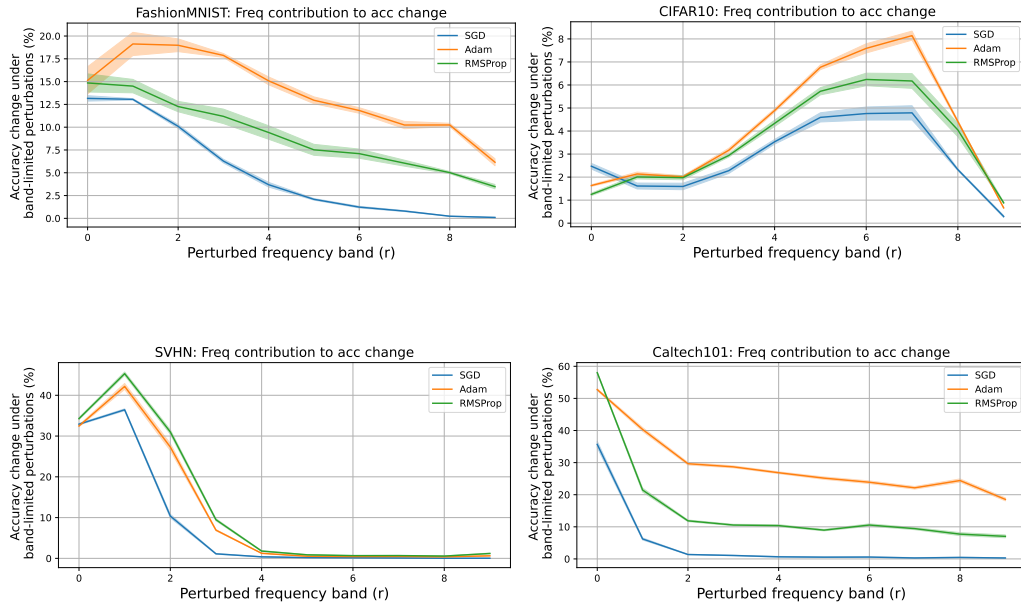 FashionMNIST: Freq contribution to acc change
Accuracy change under
band-limited perturbations (%)
20.0
17.5
15.0
12.5
10.0
7.5
5.0
2.5
0.0
0 2 4 6 8
Perturbed frequency band (r)
SGD
Adam
RMSProp
CIFAR10: Freq contribution to acc change
Accuracy change under
band-limited perturbations (%)
8
7
6
5
4
3
2
1
0
0 2 4 6 8
Perturbed frequency band (r)
SGD
Adam
RMSProp
SVHN: Freq contribution to acc change
Accuracy change under
band-limited perturbations (%)
40
30
20
10
0
0 2 4 6 8
Perturbed frequency band (r)
SGD
Adam
RMSProp
Caltech101: Freq contribution to acc change
Accuracy change under
band-limited perturbations (%)
60
50
40
30
20
10
0
0 2 4 6 8
Perturbed frequency band (r)
SGD
Adam
RMSProp